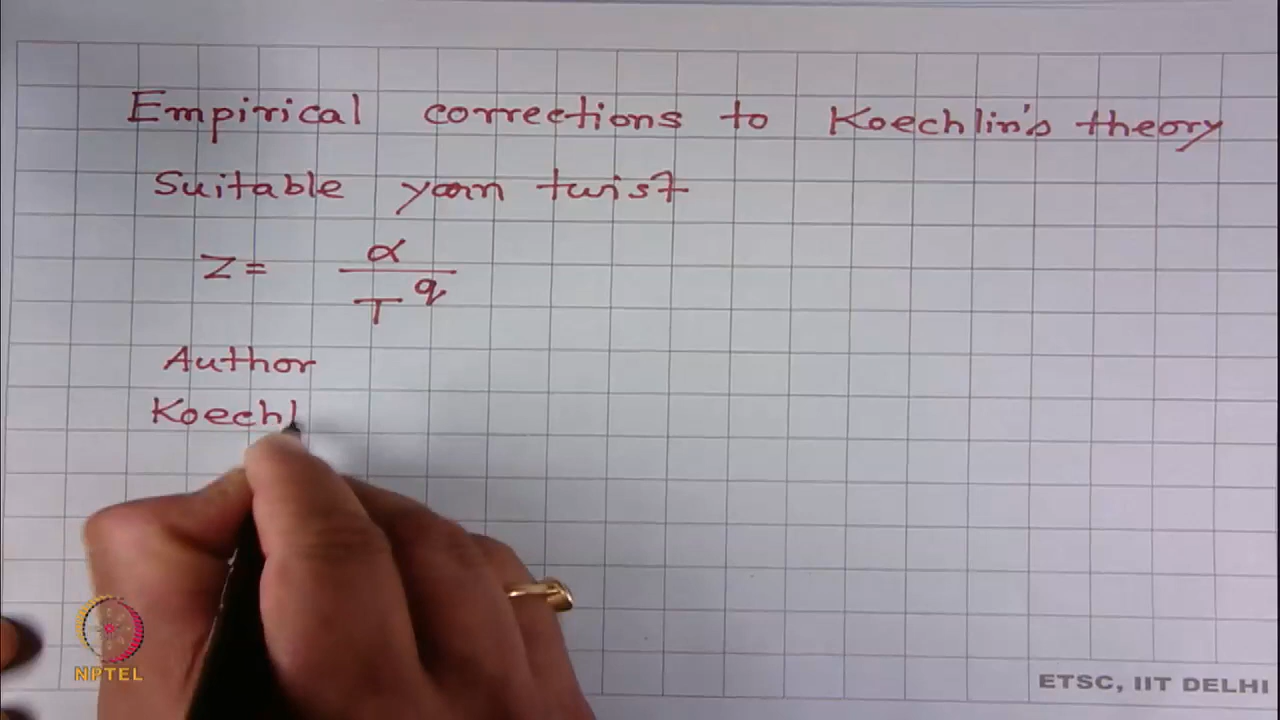 Empirical corrections to Koechlin's theory
Suitable yarn twist
Z = α / T^q
Author
Koechl
NPTEL
ETSC, IIT DELHI